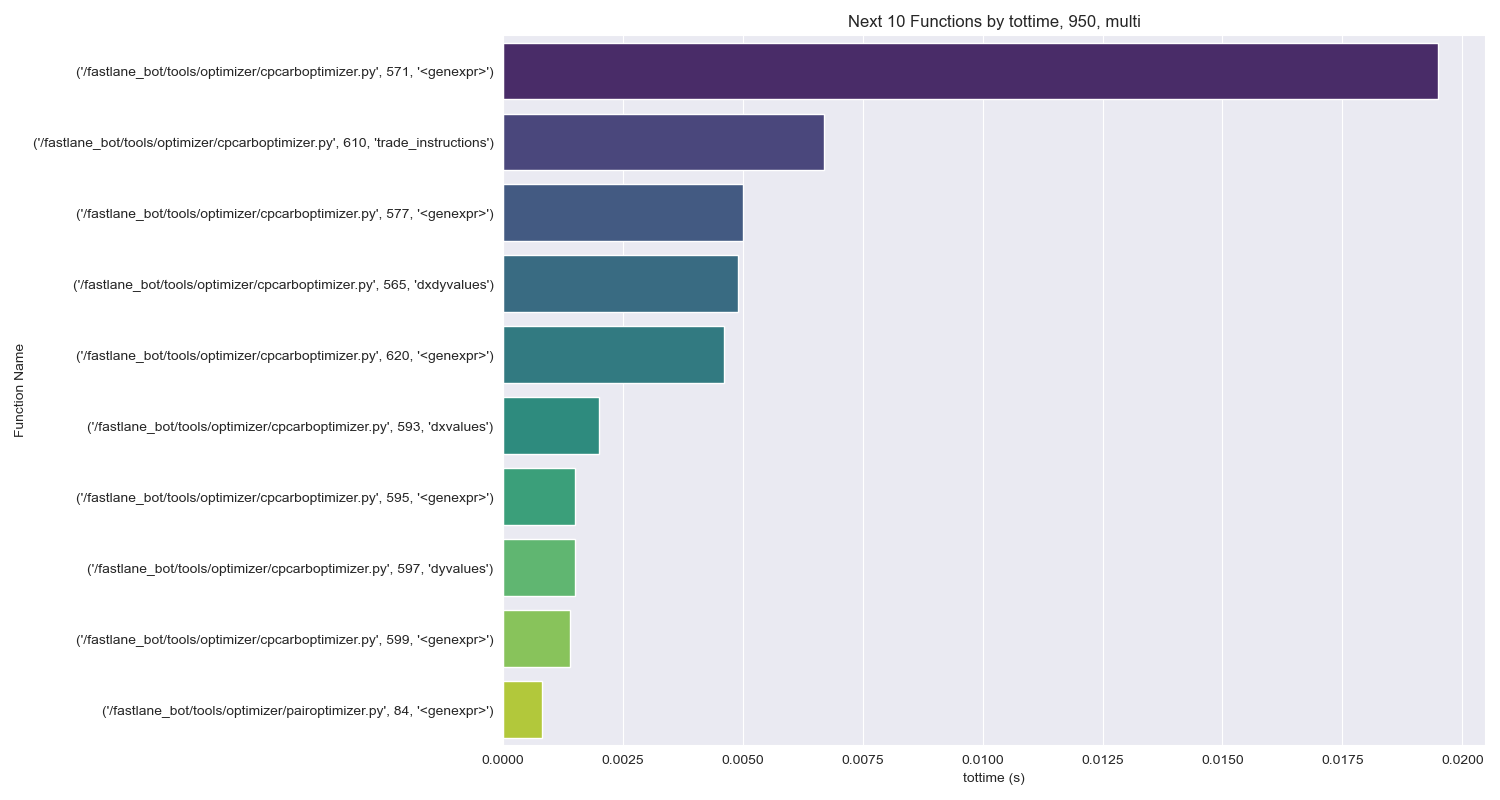 Next 10 Functions by tottime, 950, multi
Function Name
('/fastlane_bot/tools/optimizer/cpcarboptimizer.py', 571, '<genexpr>')
('/fastlane_bot/tools/optimizer/cpcarboptimizer.py', 610, 'trade_instructions')
('/fastlane_bot/tools/optimizer/cpcarboptimizer.py', 577, '<genexpr>')
('/fastlane_bot/tools/optimizer/cpcarboptimizer.py', 565, 'dxdyvalues')
('/fastlane_bot/tools/optimizer/cpcarboptimizer.py', 620, '<genexpr>')
('/fastlane_bot/tools/optimizer/cpcarboptimizer.py', 593, 'dxvalues')
('/fastlane_bot/tools/optimizer/cpcarboptimizer.py', 595, '<genexpr>')
('/fastlane_bot/tools/optimizer/cpcarboptimizer.py', 597, 'dyvalues')
('/fastlane_bot/tools/optimizer/cpcarboptimizer.py', 599, '<genexpr>')
('/fastlane_bot/tools/optimizer/pairoptimizer.py', 84, '<genexpr>')
0.0000 0.0025 0.0050 0.0075 0.0100 0.0125 0.0150 0.0175 0.0200
tottime (s)